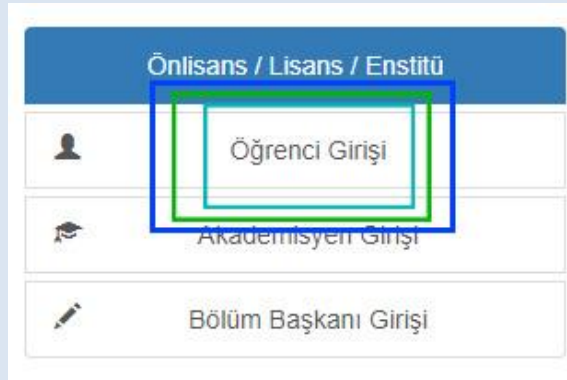 Önlisans / Lisans / Enstitü
Öğrenci Girişi
Akademisyen Girişi
Bölüm Başkanı Girişi